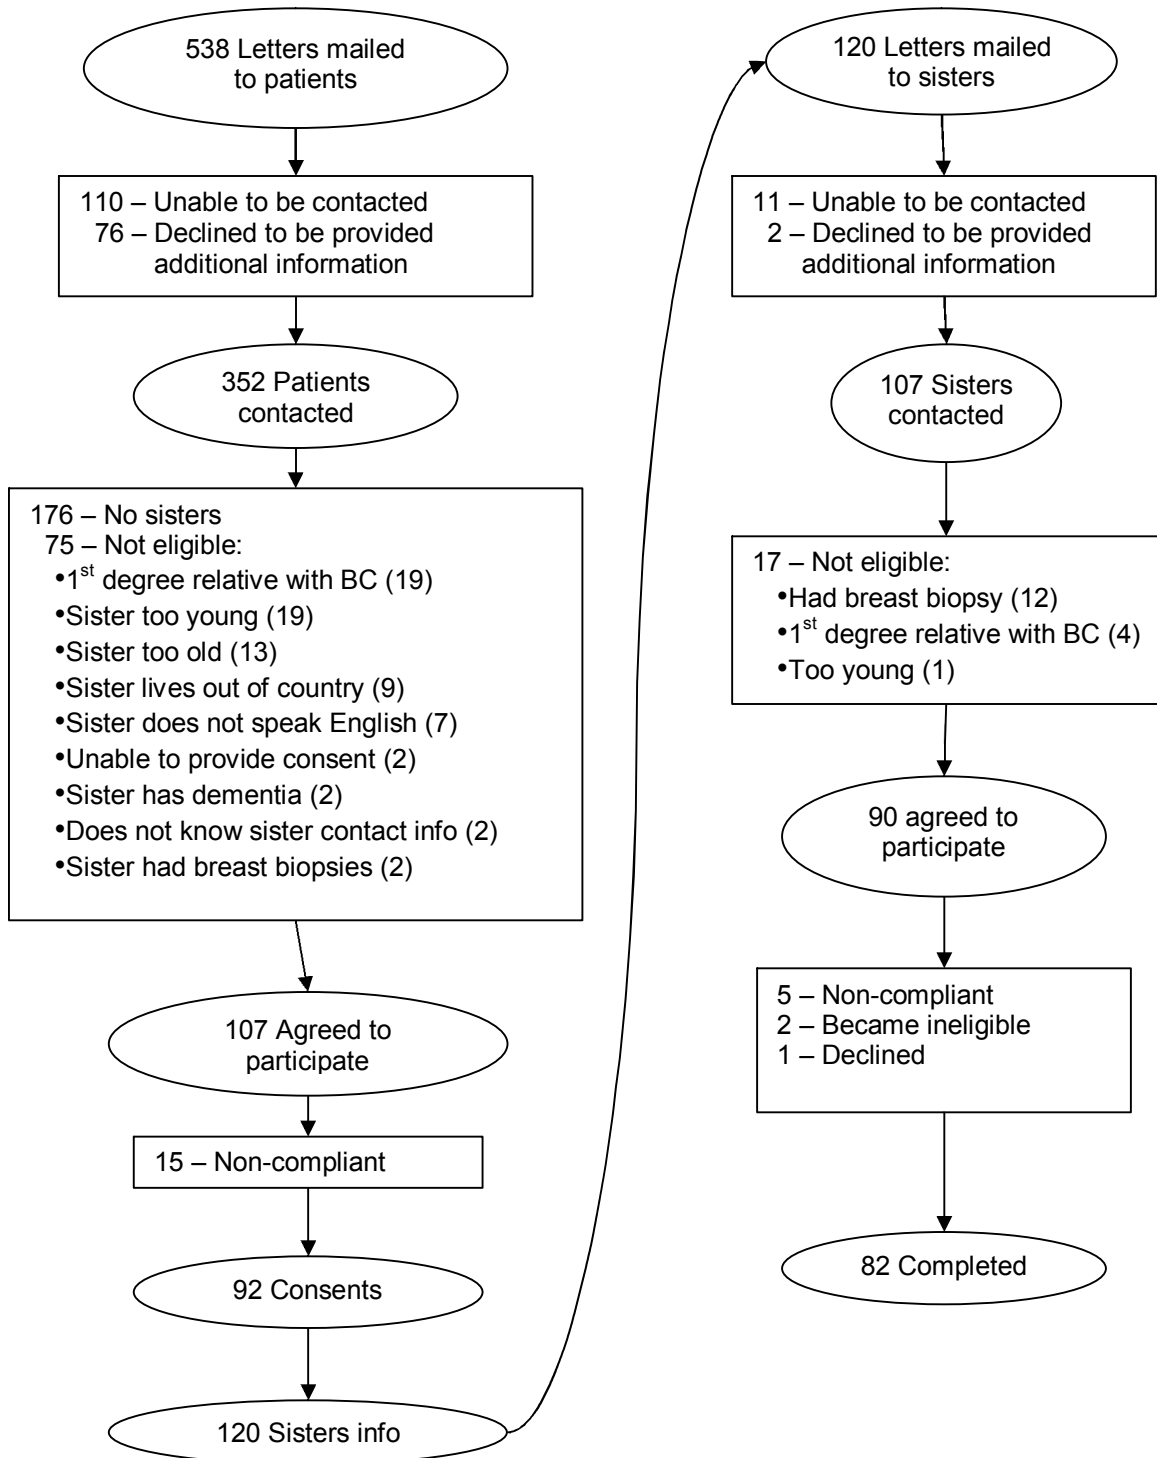 538 Letters mailed
to patients
110 – Unable to be contacted
76 – Declined to be provided
additional information
352 Patients
contacted
176 – No sisters
75 – Not eligible:
•1st degree relative with BC (19)
•Sister too young (19)
•Sister too old (13)
•Sister lives out of country (9)
•Sister does not speak English (7)
•Unable to provide consent (2)
•Sister has dementia (2)
•Does not know sister contact info (2)
•Sister had breast biopsies (2)
107 Agreed to
participate
15 – Non-compliant
92 Consents
120 Sisters info
120 Letters mailed
to sisters
11 – Unable to be contacted
2 – Declined to be provided
additional information
107 Sisters
contacted
17 – Not eligible:
•Had breast biopsy (12)
•1st degree relative with BC (4)
•Too young (1)
90 agreed to
participate
5 – Non-compliant
2 – Became ineligible
1 – Declined
82 Completed